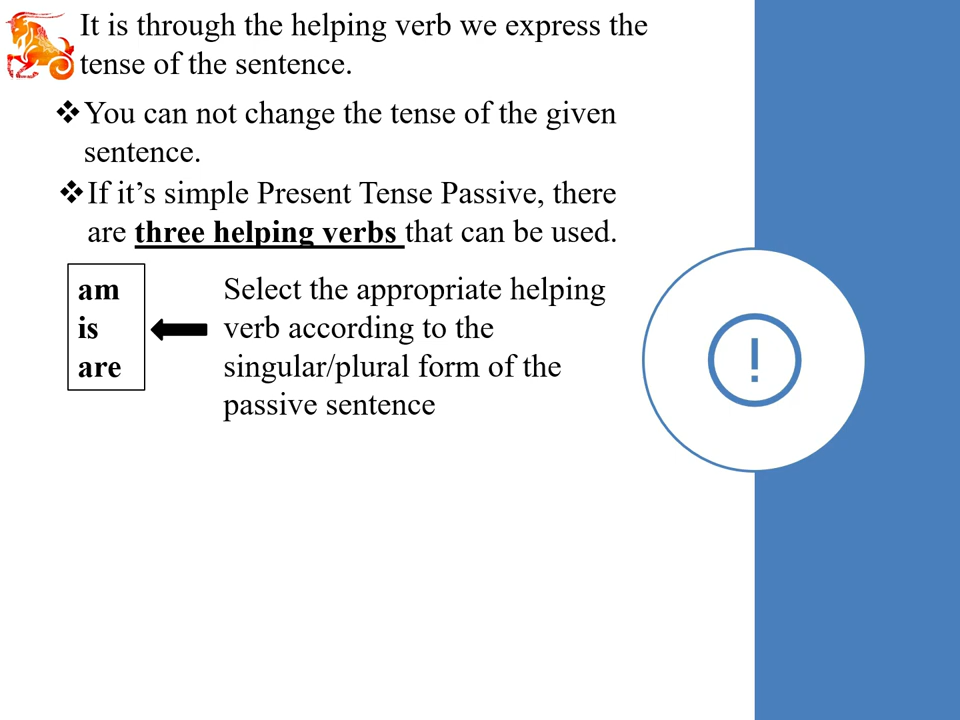 It is through the helping verb we express the
tense of the sentence.
❖You can not change the tense of the given
sentence.
❖If it’s simple Present Tense Passive, there
are three helping verbs that can be used.
am
is
are
Select the appropriate helping
verb according to the
singular/plural form of the
passive sentence
!